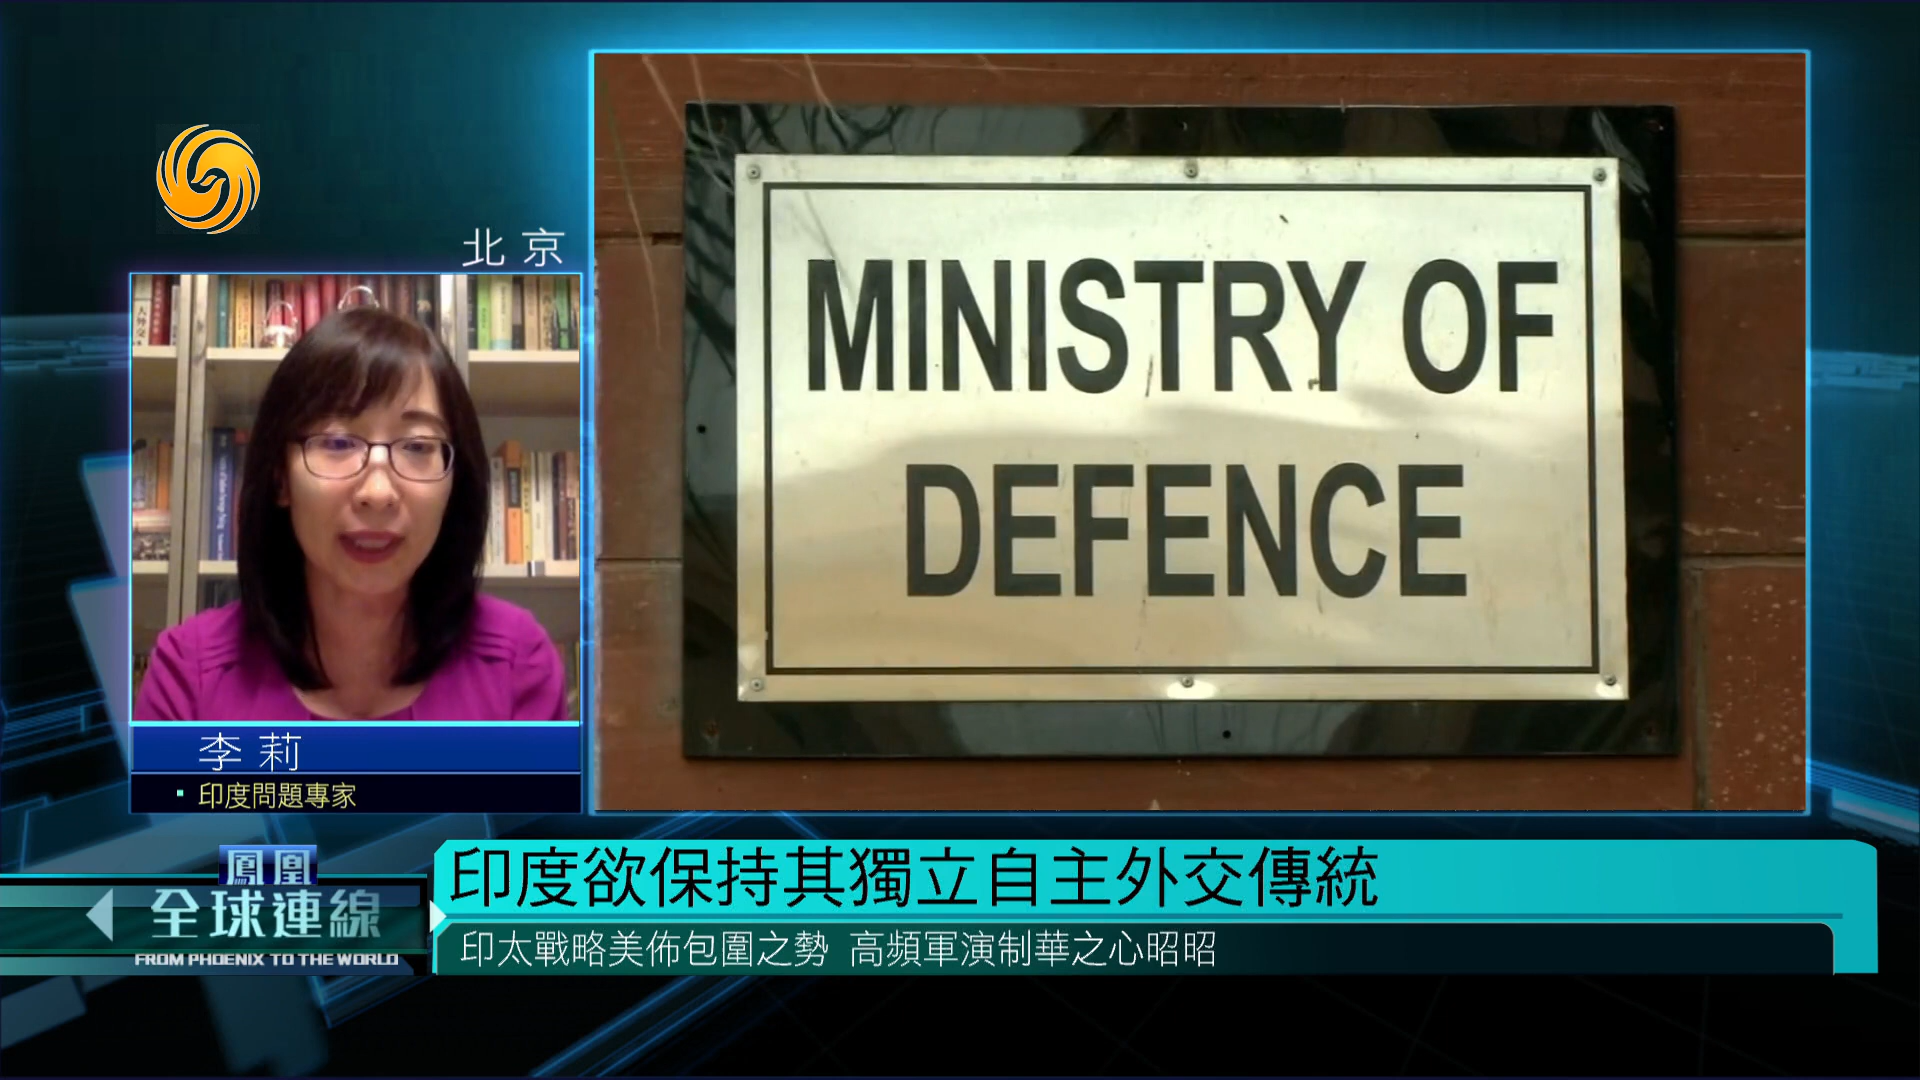 北京
MINISTRY OF
DEFENCE
李莉
印度問題專家
鳳凰
全球連線
FROM PHOENIX TO THE WORLD
印度欲保持其獨立自主外交傳統
印太戰略美佈包圍之勢 高頻軍演制華之心昭昭